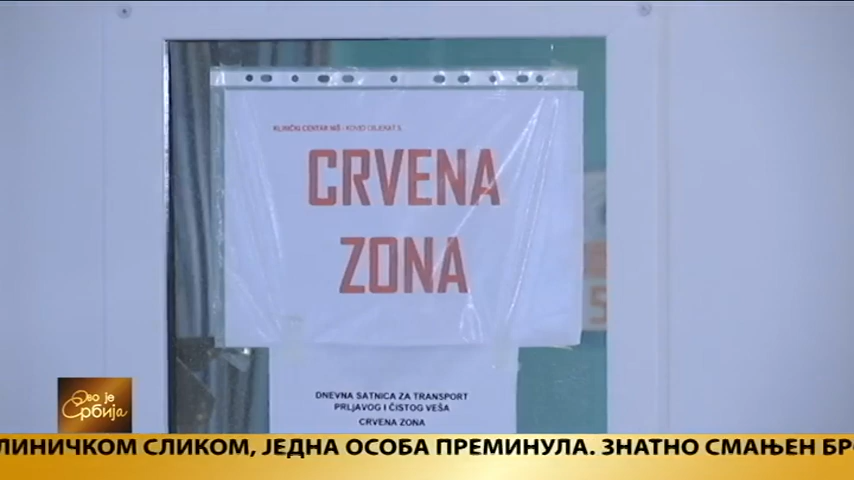 KLINIČKI CENTAR NIŠ - KOVID OBJEKAT 5
CRVENA
ZONA
DNEVNA SATNICA ZA TRANSPORT
PRLJAVOG I ČISTOG VEŠA
CRVENA ZONA
Ово је
Србија
ЛИНИЧКОМ СЛИКОМ, ЈЕДНА ОСОБА ПРЕМИНУЛА. ЗНАТНО СМАЊЕН БРО